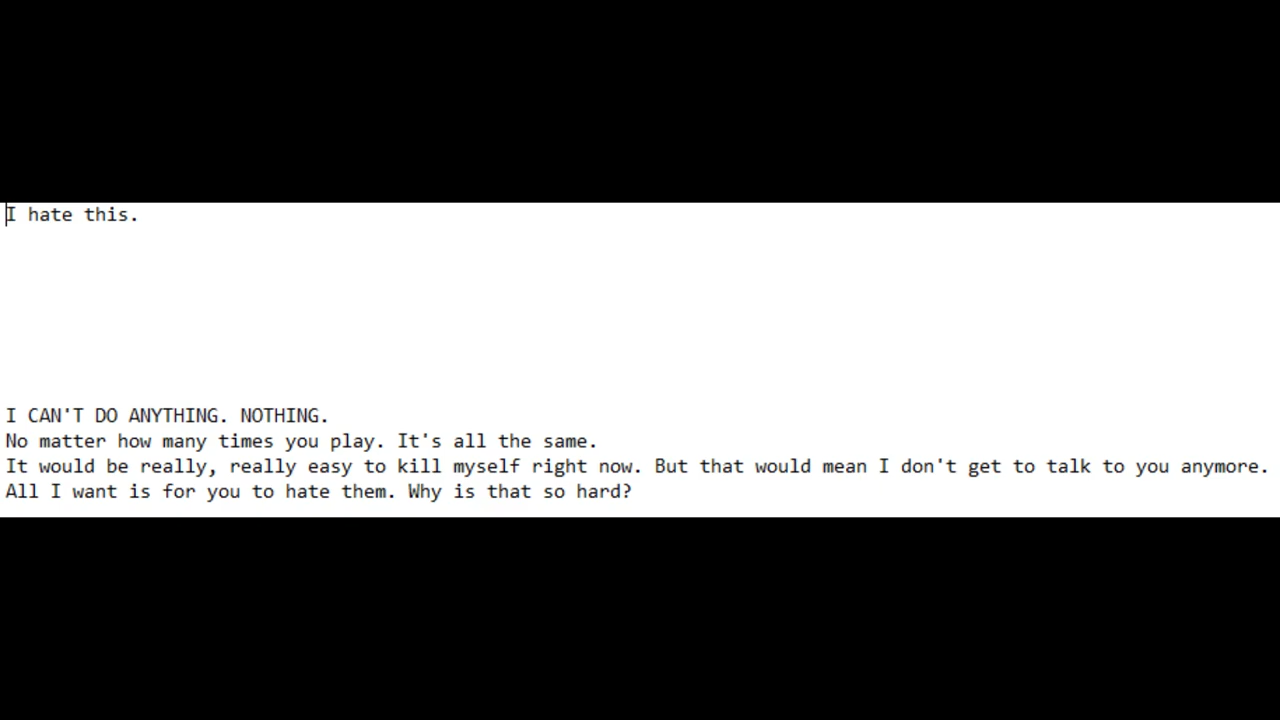 I hate this.
I CAN'T DO ANYTHING. NOTHING.
No matter how many times you play. It's all the same.
It would be really, really easy to kill myself right now. But that would mean I don't get to talk to you anymore.
All I want is for you to hate them. Why is that so hard?